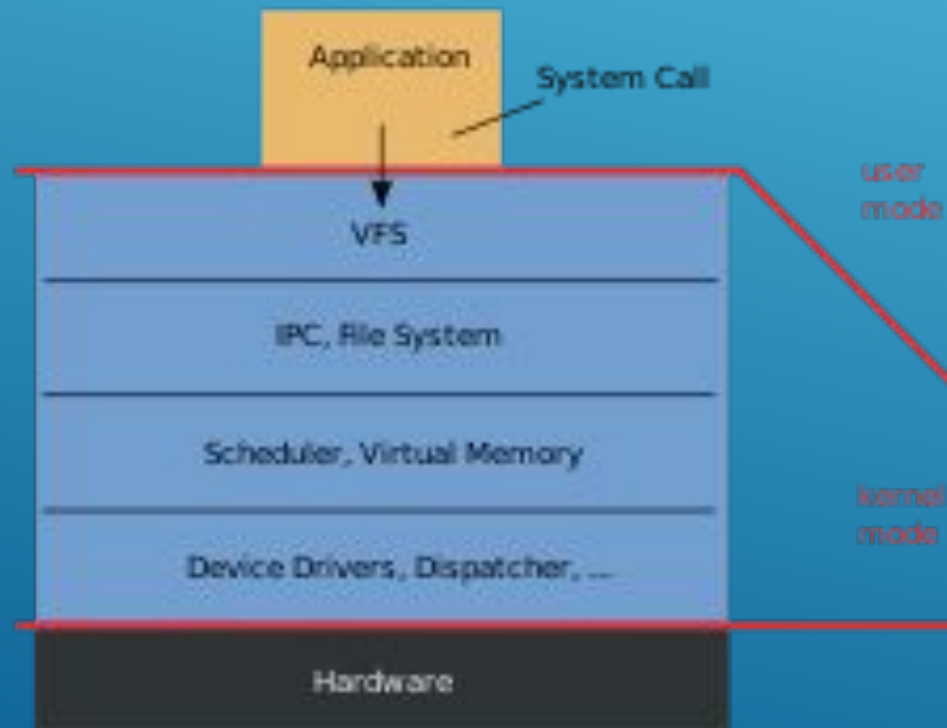 Application
System Call
user
mode
VFS
IPC, File System
Scheduler, Virtual Memory
kernel
mode
Device Drivers, Dispatcher, ...
Hardware